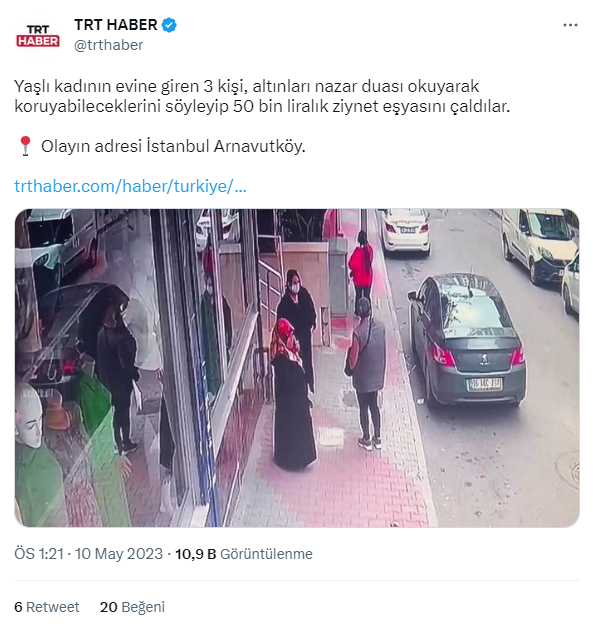 TRT HABER
TRT
HABER
@trthaber
Yaşlı kadının evine giren 3 kişi, altınları nazar duası okuyarak
koruyabileceklerini söyleyip 50 bin liralık ziynet eşyasını çaldılar.
📍 Olayın adresi İstanbul Arnavutköy.
trthaber.com/haber/turkiye/...
ÖS 1:21 · 10 May 2023 · 10,9 B Görüntülenme
6 Retweet 20 Beğeni